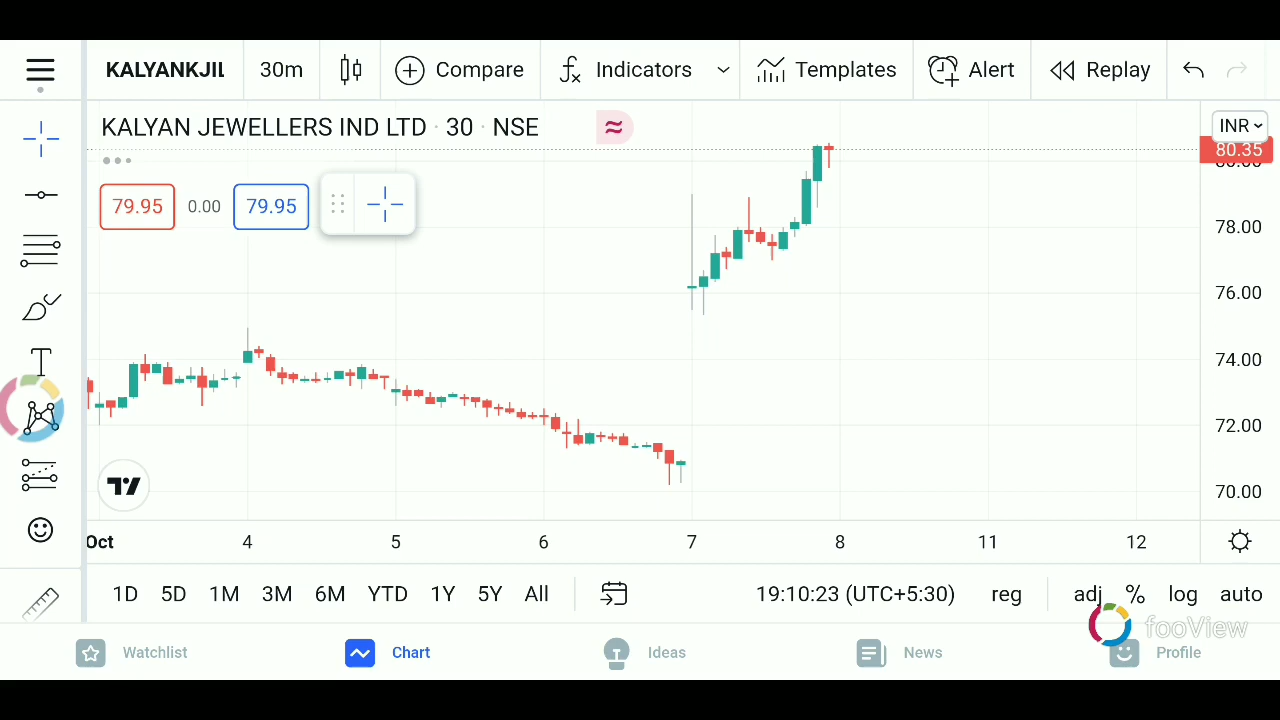 KALYANKJIL 30m Compare Indicators Templates Alert Replay
KALYAN JEWELLERS IND LTD · 30 · NSE
INR
80.35
79.95 0.00 79.95
78.00
76.00
74.00
72.00
70.00
Oct 4 5 6 7 8 11 12
1D 5D 1M 3M 6M YTD 1Y 5Y All 19:10:23 (UTC+5:30) reg adj % log auto
fooView
Watchlist Chart Ideas News Profile